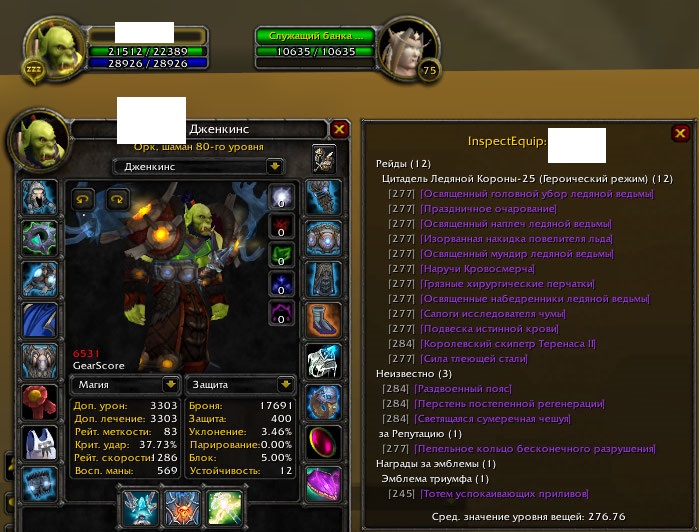 Служащий банка ...
21512 / 22389
28926 / 28926
10635 / 10635
zzz
75
Дженкинс
Орк, шаман 80-го уровня
Дженкинс
0
0
0
0
0
6531
GearScore
Магия
Защита
Доп. урон: 3303
Доп. лечение: 3303
Рейт. меткости: 83
Крит. удар: 37.73%
Рейт. скорости: 1286
Восп. маны: 569
Броня: 17691
Защита: 400
Уклонение: 3.46%
Парирование: 0.00%
Блок: 5.00%
Устойчивость: 12
InspectEquip:
Рейды (12)
Цитадель Ледяной Короны-25 (Героический режим) (12)
[277] [Освященный головной убор ледяной ведьмы]
[277] [Праздничное очарование]
[277] [Освященный наплеч ледяной ведьмы]
[277] [Изорванная накидка повелителя льда]
[277] [Освященный мундир ледяной ведьмы]
[277] [Наручи Кровосмерча]
[277] [Грязные хирургические перчатки]
[277] [Освященные набедренники ледяной ведьмы]
[277] [Сапоги исследователя чумы]
[277] [Подвеска истинной крови]
[284] [Королевский скипетр Теренаса II]
[277] [Сила тлеющей стали]
Неизвестно (3)
[284] [Раздвоенный пояс]
[284] [Перстень постепенной регенерации]
[284] [Светящаяся сумеречная чешуя]
за Репутацию (1)
[277] [Пепельное кольцо бесконечного разрушения]
Награды за эмблемы (1)
Эмблема триумфа (1)
[245] [Тотем успокаивающих приливов]
Сред. значение уровня вещей: 276.76